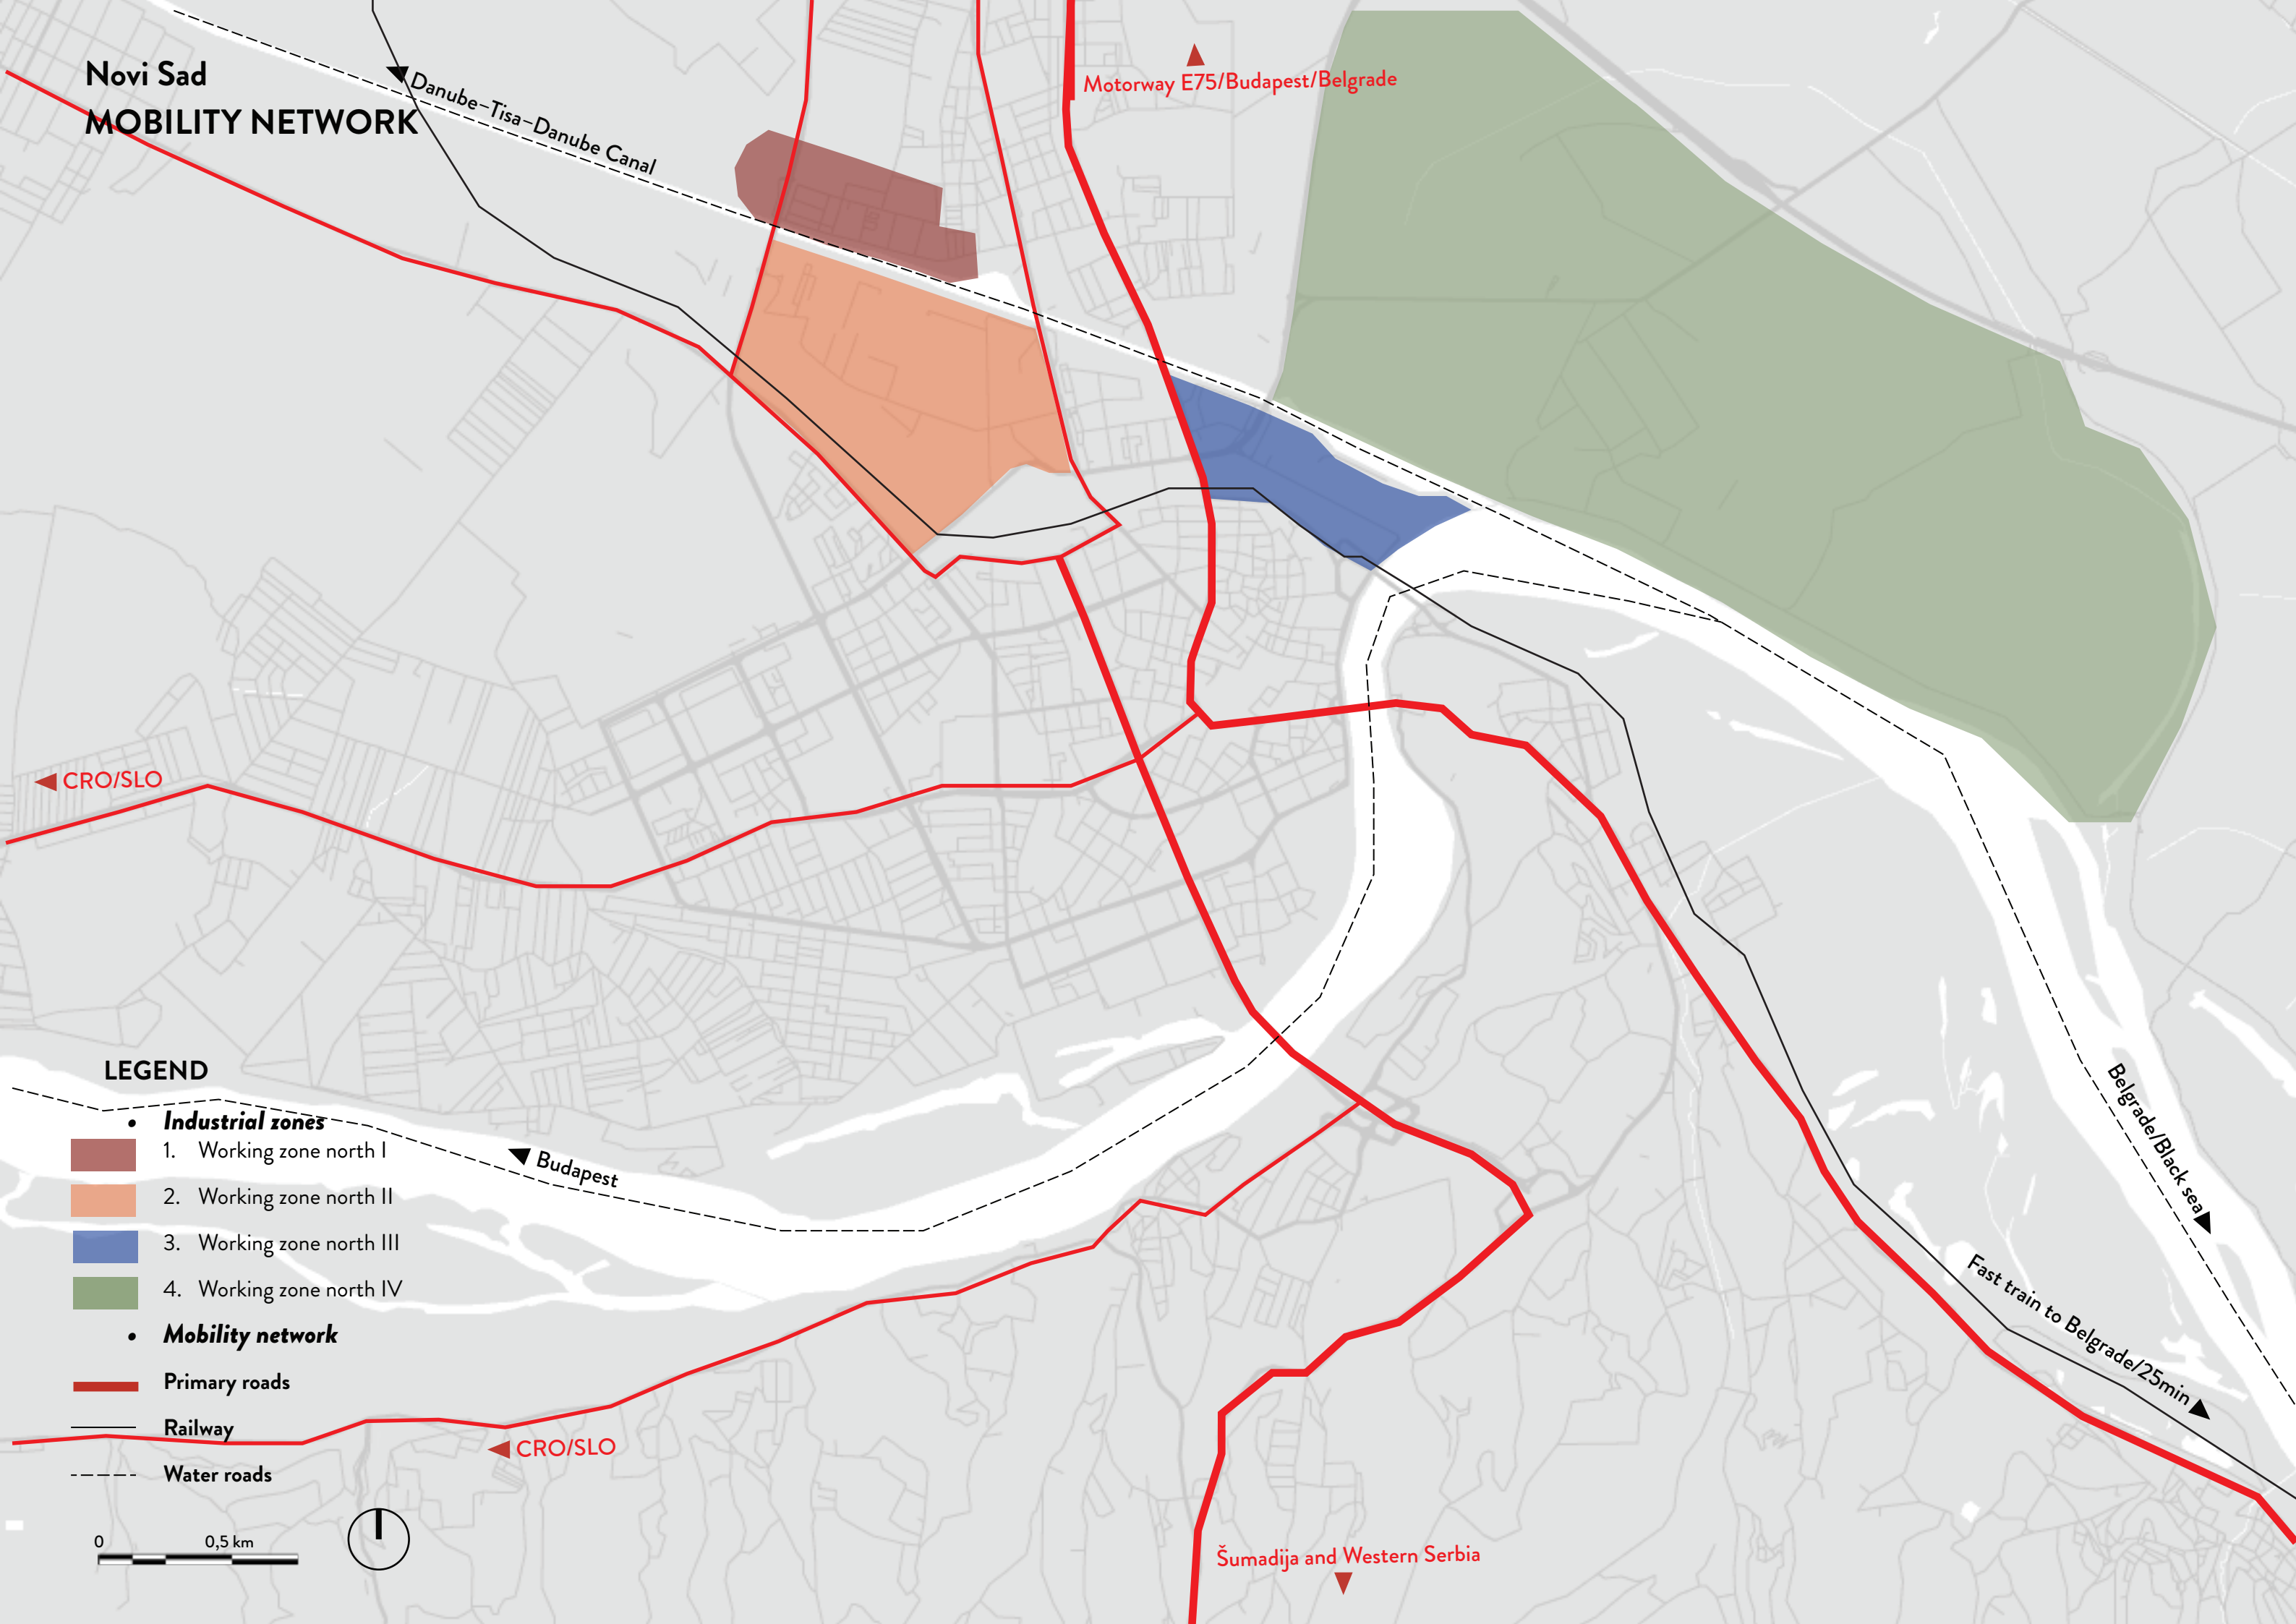 Novi Sad
MOBILITY NETWORK
Danube–Tisa–Danube Canal
Motorway E75/Budapest/Belgrade
CRO/SLO
LEGEND
• Industrial zones
1. Working zone north I
2. Working zone north II
3. Working zone north III
4. Working zone north IV
• Mobility network
Primary roads
Railway
Water roads
0 0,5 km
Budapest
CRO/SLO
Belgrade/Black sea
Fast train to Belgrade/25min
Šumadija and Western Serbia